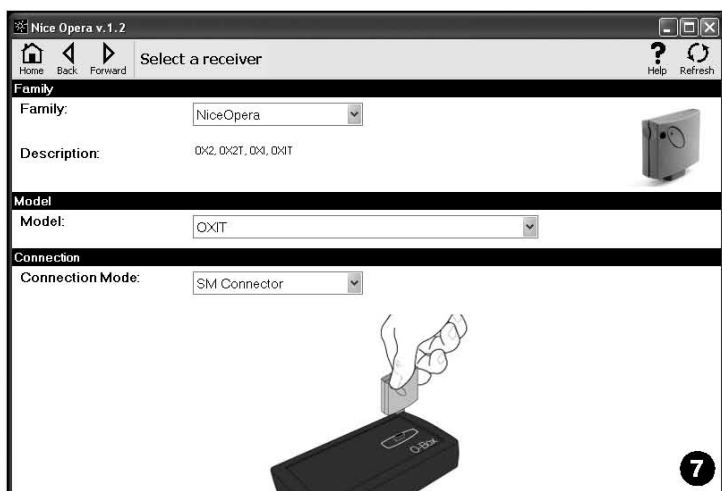 Nice Opera v.1.2
Home Back Forward Select a receiver Help Refresh
Family
Family: NiceOpera
Description: OX2, OX2T, OXI, OXIT
Model
Model: OXIT
Connection
Connection Mode: SM Connector
O-Box
7